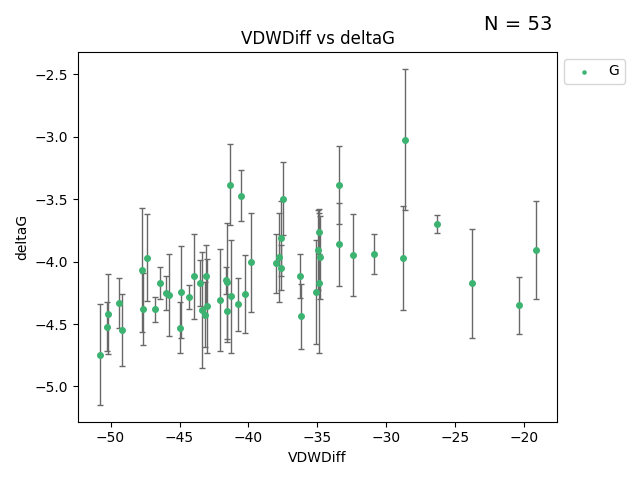 N = 53
VDWDiff vs deltaG
G
deltaG
−2.5
−3.0
−3.5
−4.0
−4.5
−5.0
−50 −45 −40 −35 −30 −25 −20
VDWDiff